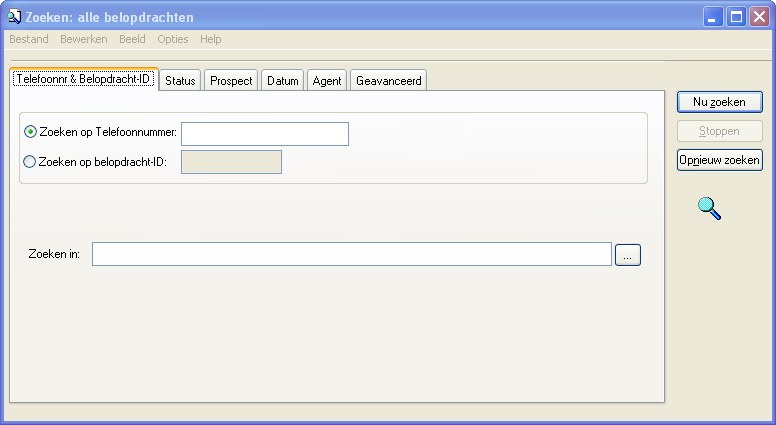 Zoeken: alle belopdrachten
Bestand Bewerken Beeld Opties Help
Telefoonnr & Belopdracht-ID Status Prospect Datum Agent Geavanceerd
Zoeken op Telefoonnummer:
Zoeken op belopdracht-ID:
Zoeken in:
...
Nu zoeken
Stoppen
Opnieuw zoeken